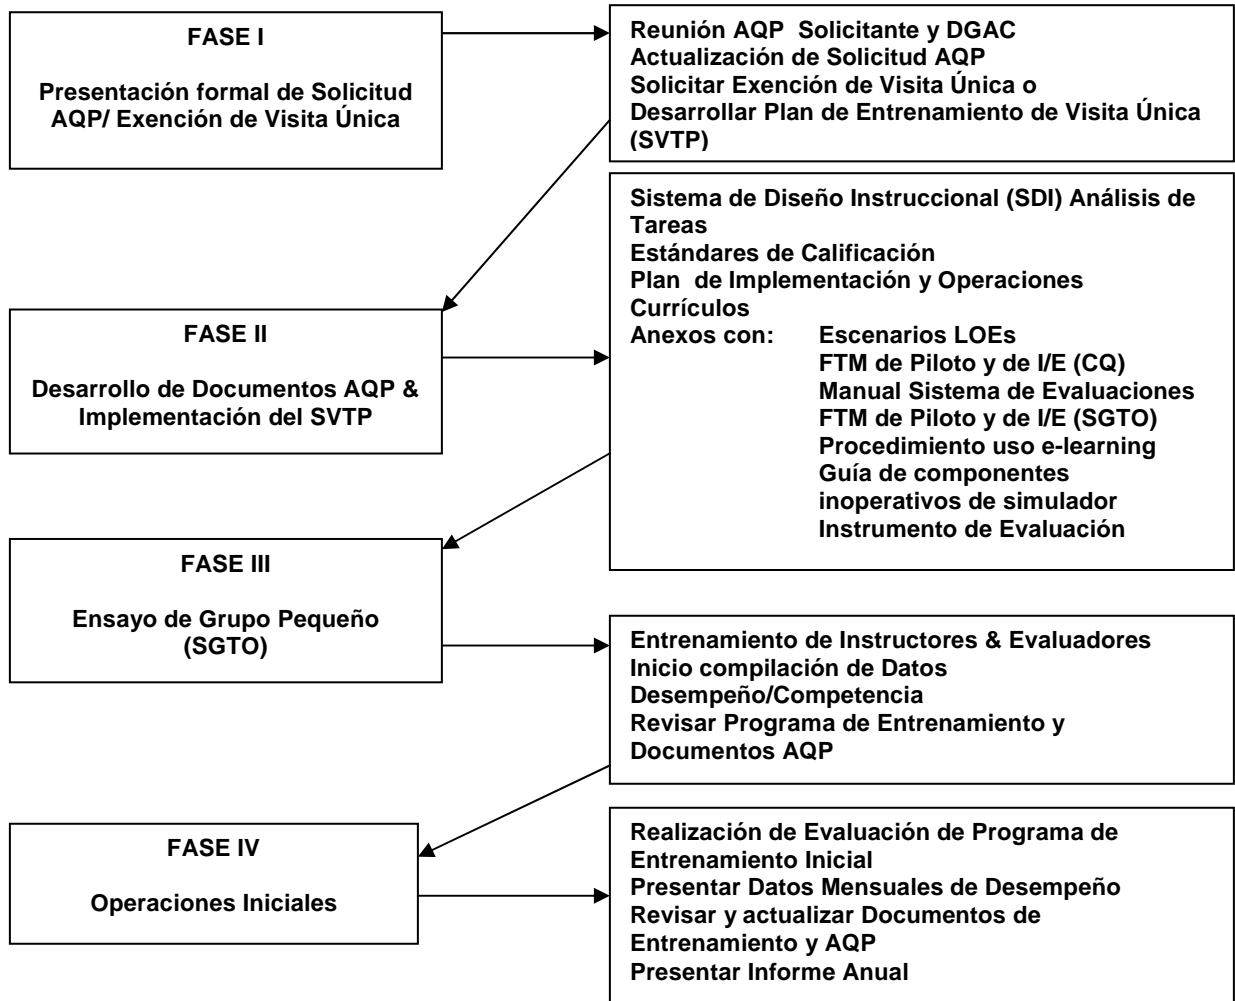 FASE I
Presentación formal de Solicitud
AQP/ Exención de Visita Única
Reunión AQP  Solicitante y DGAC
Actualización de Solicitud AQP
Solicitar Exención de Visita Única o
Desarrollar Plan de Entrenamiento de Visita Única
(SVTP)
FASE II
Desarrollo de Documentos AQP &
Implementación del SVTP
Sistema de Diseño Instruccional (SDI) Análisis de
Tareas
Estándares de Calificación
Plan  de Implementación y Operaciones
Currículos
Anexos con: Escenarios LOEs
FTM de Piloto y de I/E (CQ)
Manual Sistema de Evaluaciones
FTM de Piloto y de I/E (SGTO)
Procedimiento uso e-learning
Guía de componentes
inoperativos de simulador
Instrumento de Evaluación
FASE III
Ensayo de Grupo Pequeño
(SGTO)
Entrenamiento de Instructores & Evaluadores
Inicio compilación de Datos
Desempeño/Competencia
Revisar Programa de Entrenamiento y
Documentos AQP
FASE IV
Operaciones Iniciales
Realización de Evaluación de Programa de
Entrenamiento Inicial
Presentar Datos Mensuales de Desempeño
Revisar y actualizar Documentos de
Entrenamiento y AQP
Presentar Informe Anual